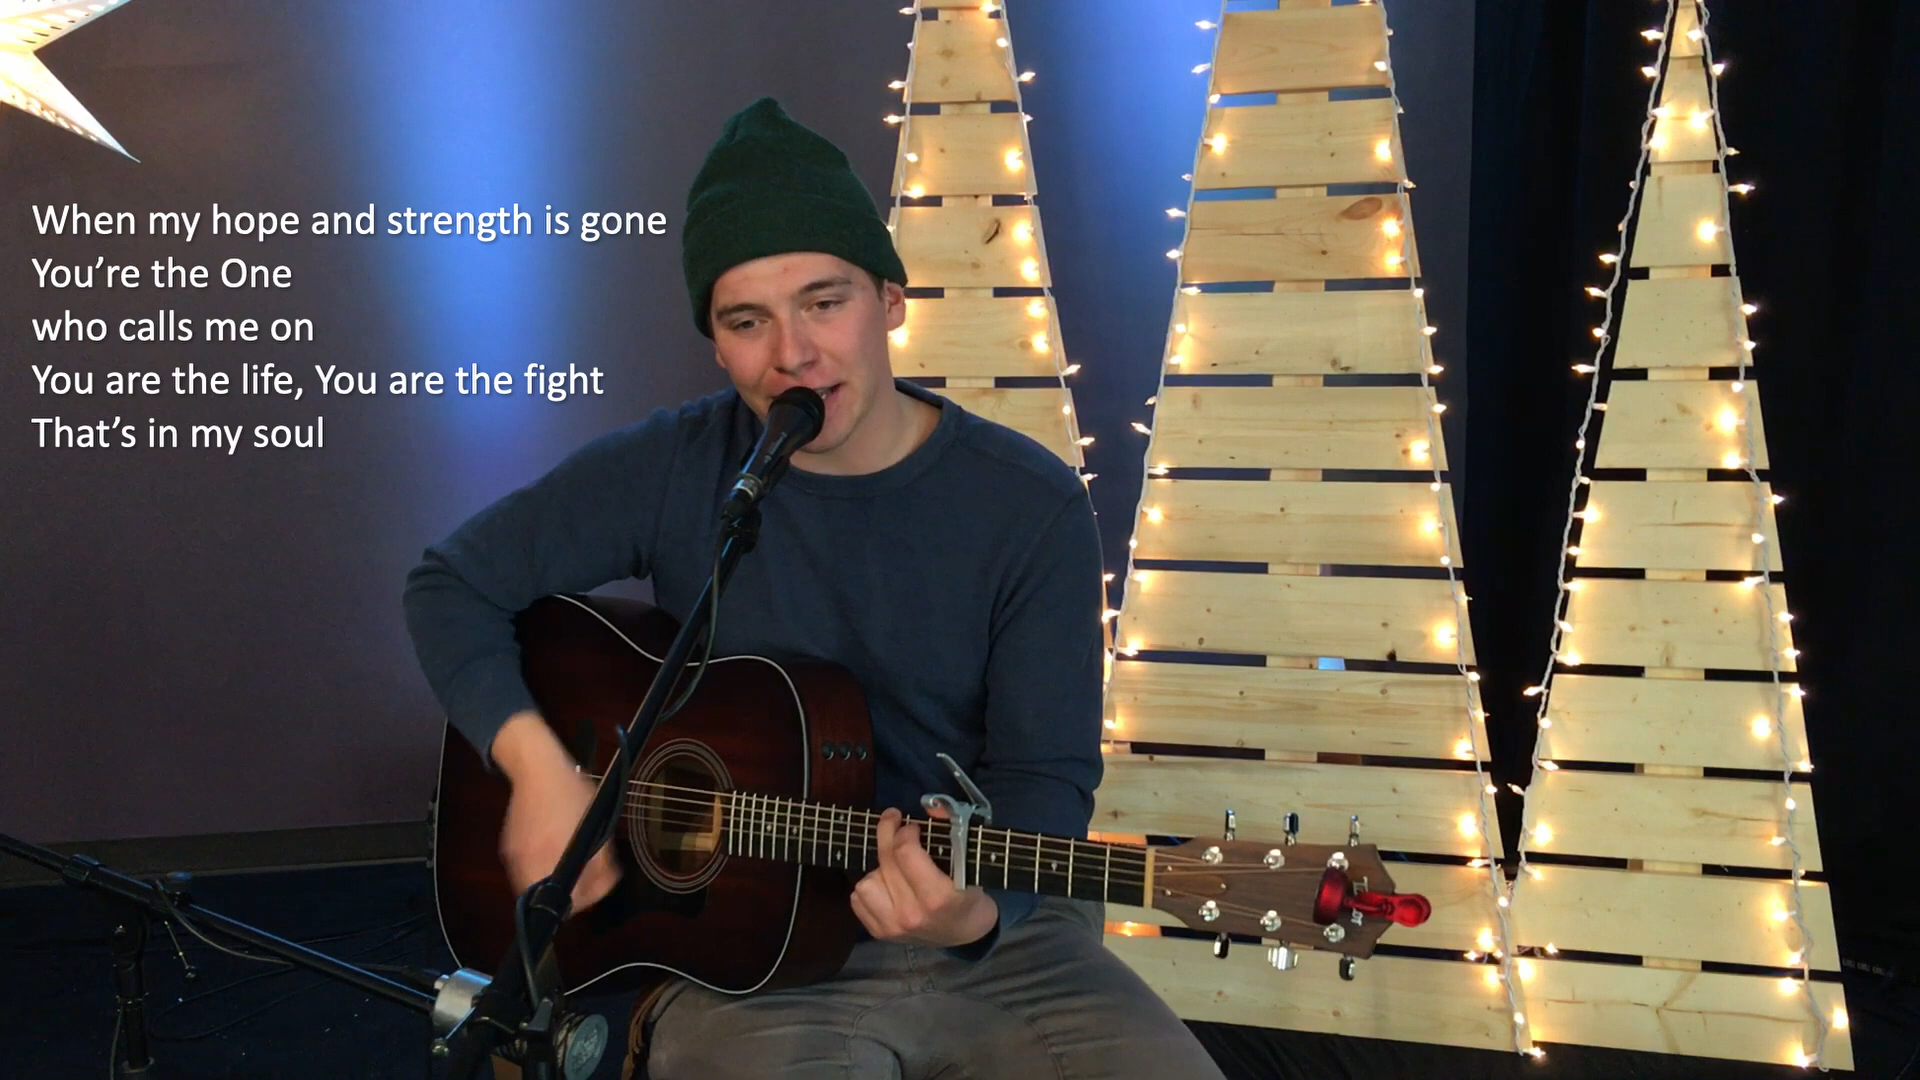 When my hope and strength is gone
You’re the One
who calls me on
You are the life, You are the fight
That’s in my soul